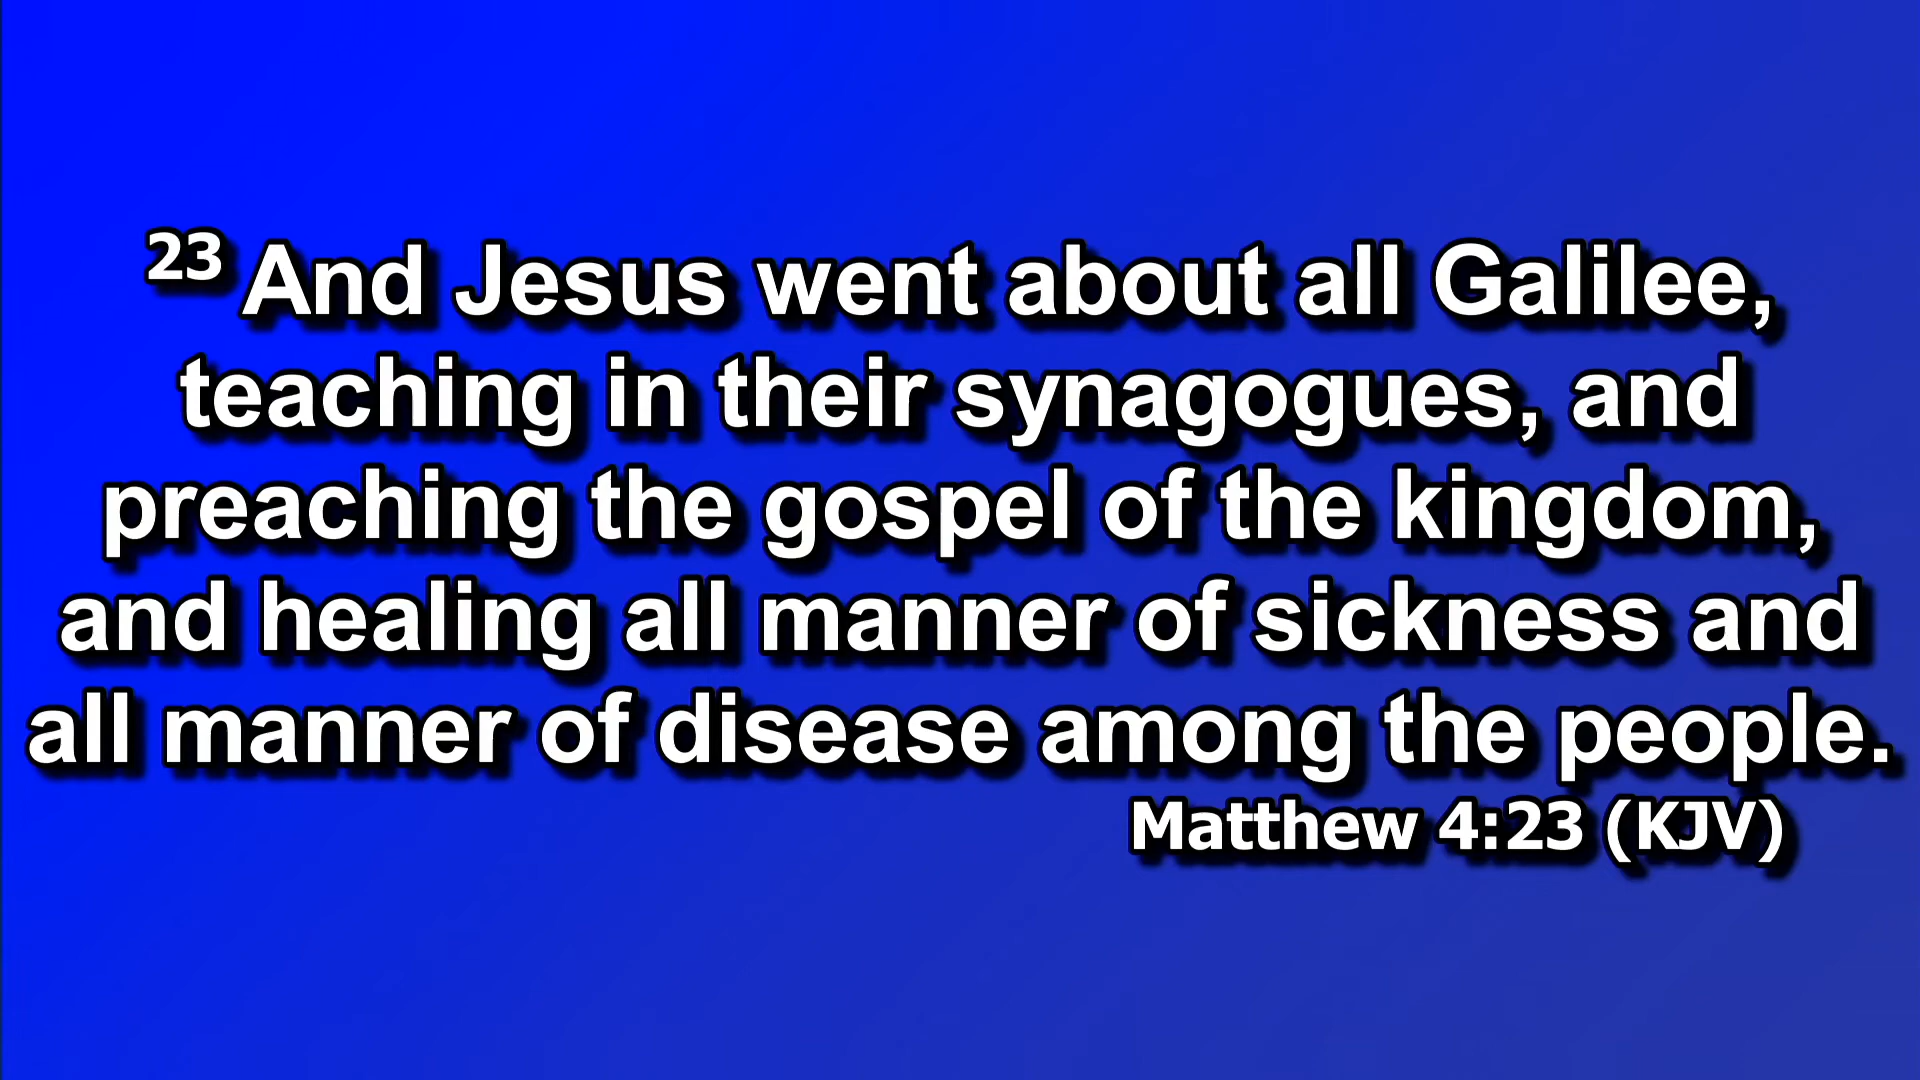 23 And Jesus went about all Galilee,
teaching in their synagogues, and
preaching the gospel of the kingdom,
and healing all manner of sickness and
all manner of disease among the people.
Matthew 4:23 (KJV)